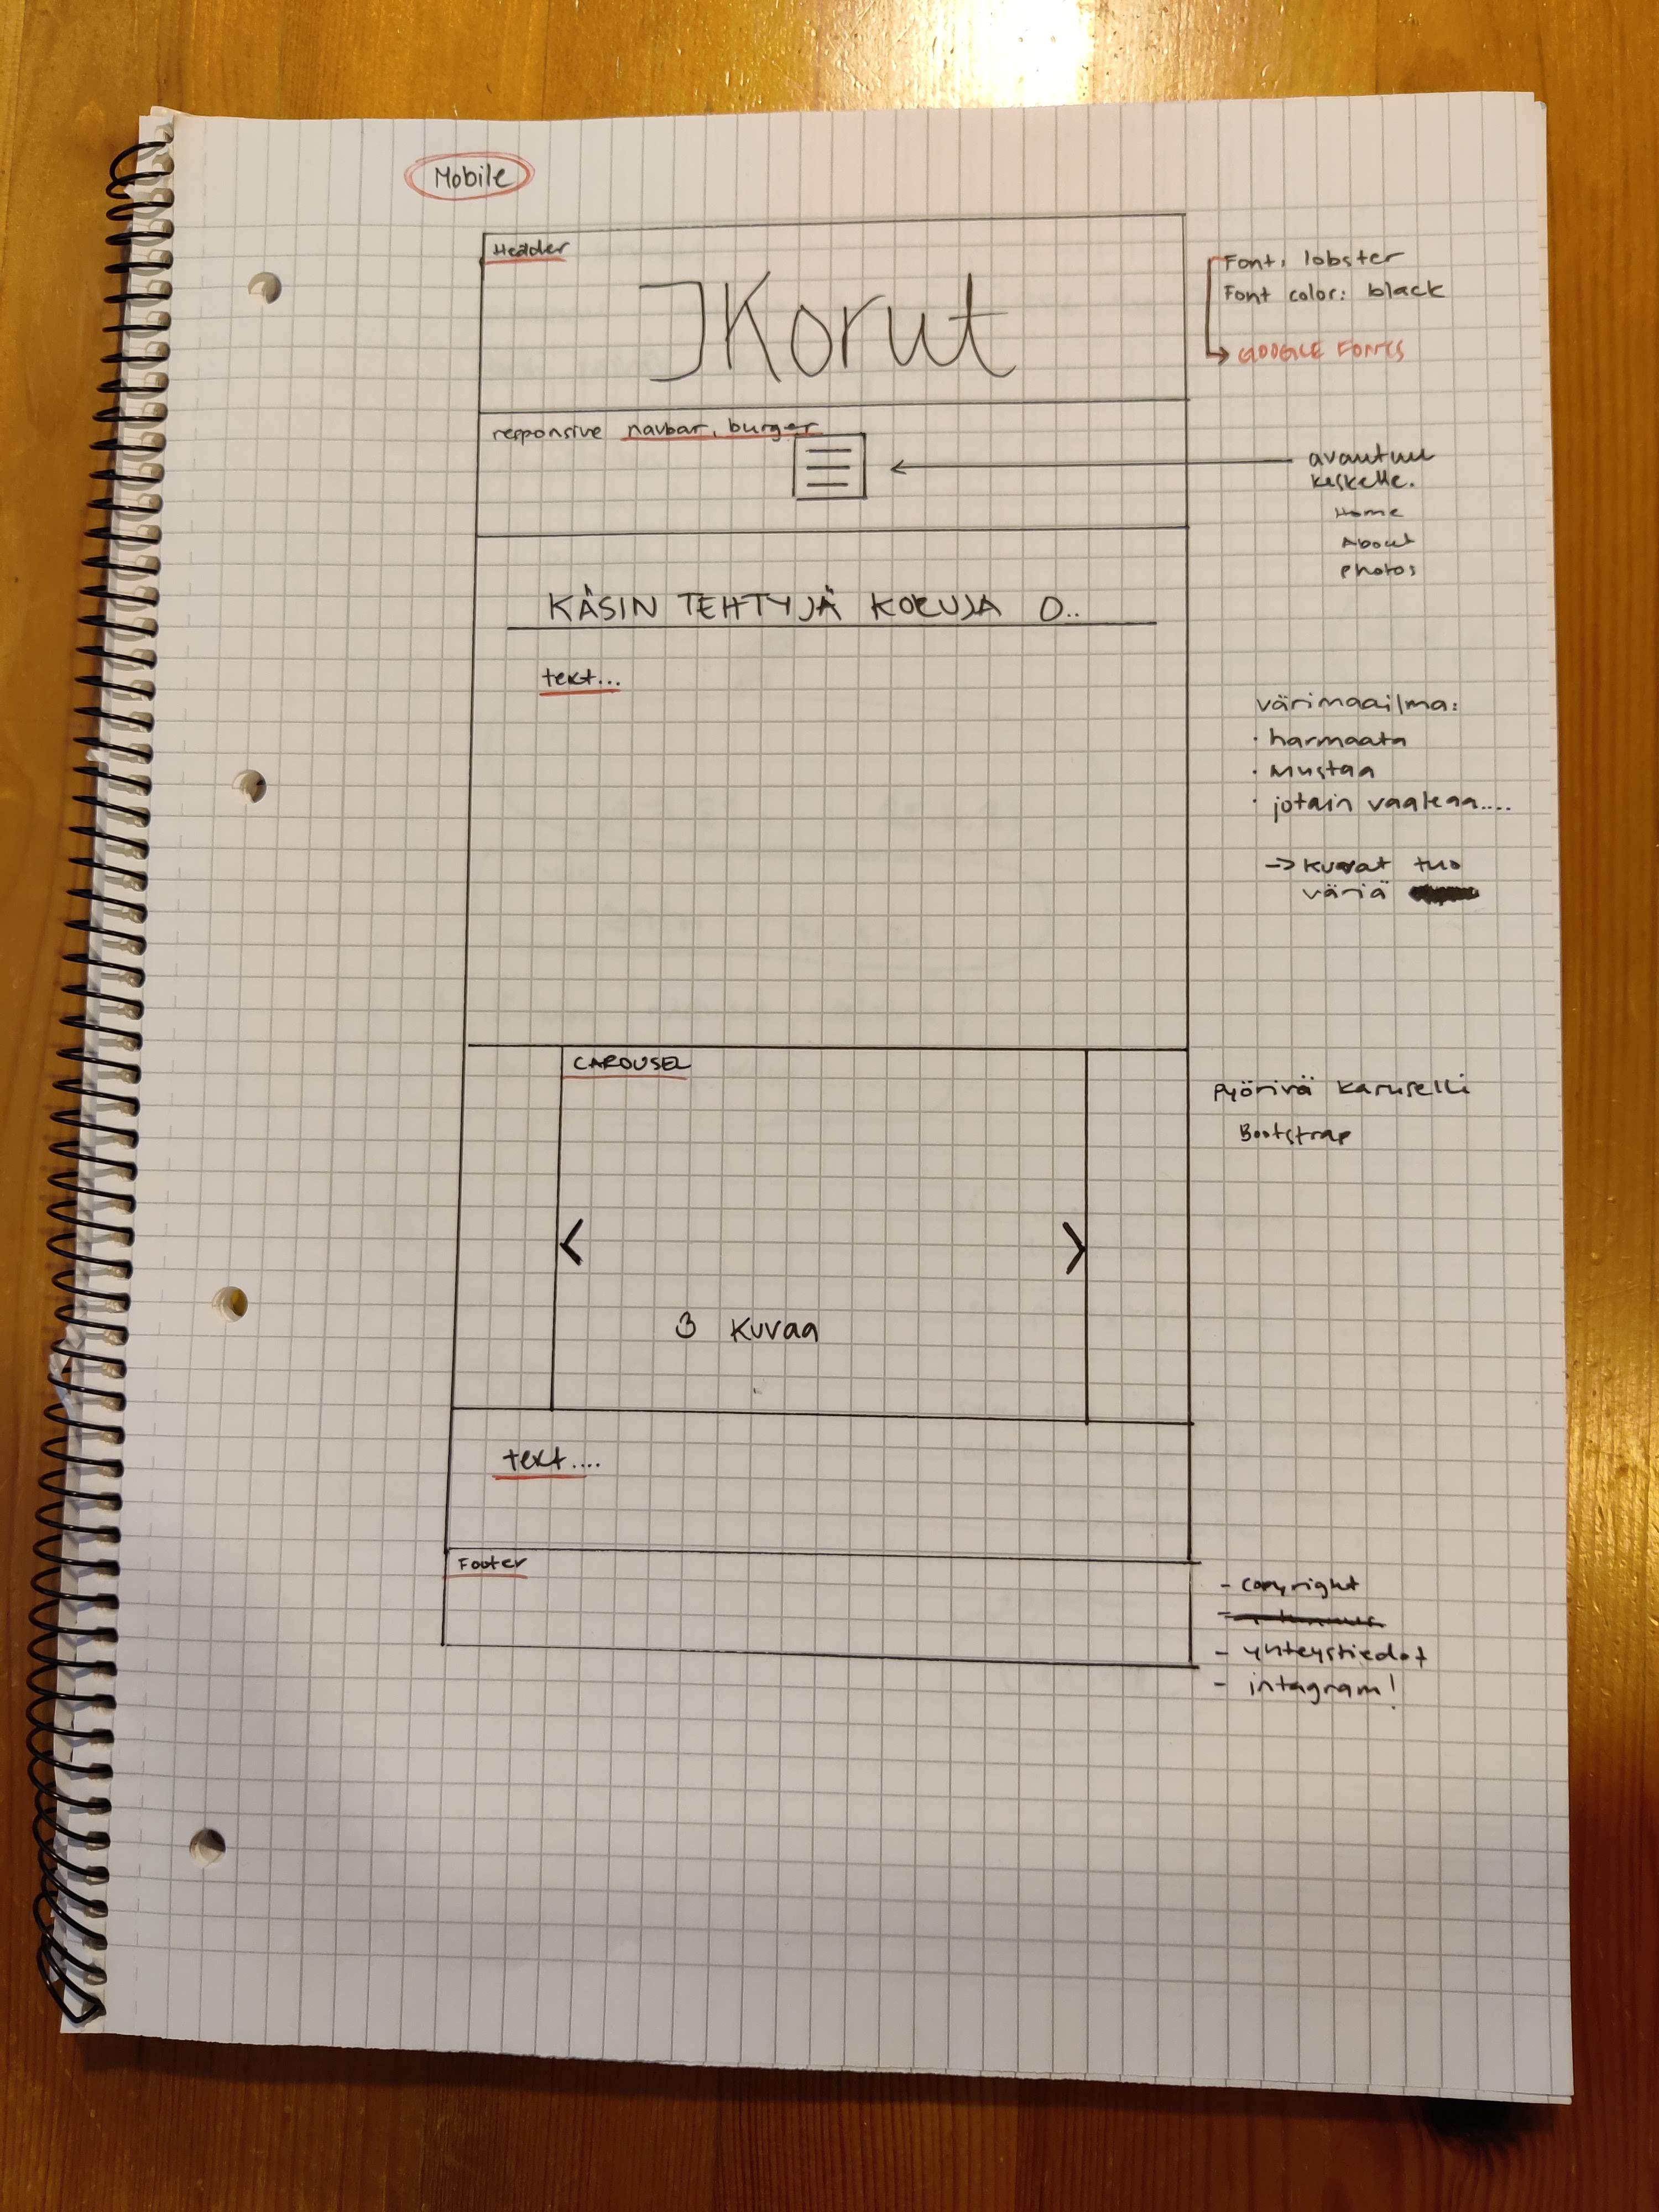 Mobile
Header
JKorut
Font: lobster
Font color: black
GOOGLE FONTS
responsive navbar, burger
avautuu
keskelle.
Home
About
Photos
KÄSIN TEHTYJÄ KORUJA O..
text...
värimaailma:
· harmaata
· mustaa
· jotain vaaleaa....
-> kuvat tuo
väriä
CAROUSEL
pyörivä karuselli
Bootstrap
< >
3 kuvaa
text....
Footer
- copyright
- yhteystiedot
- intagram!